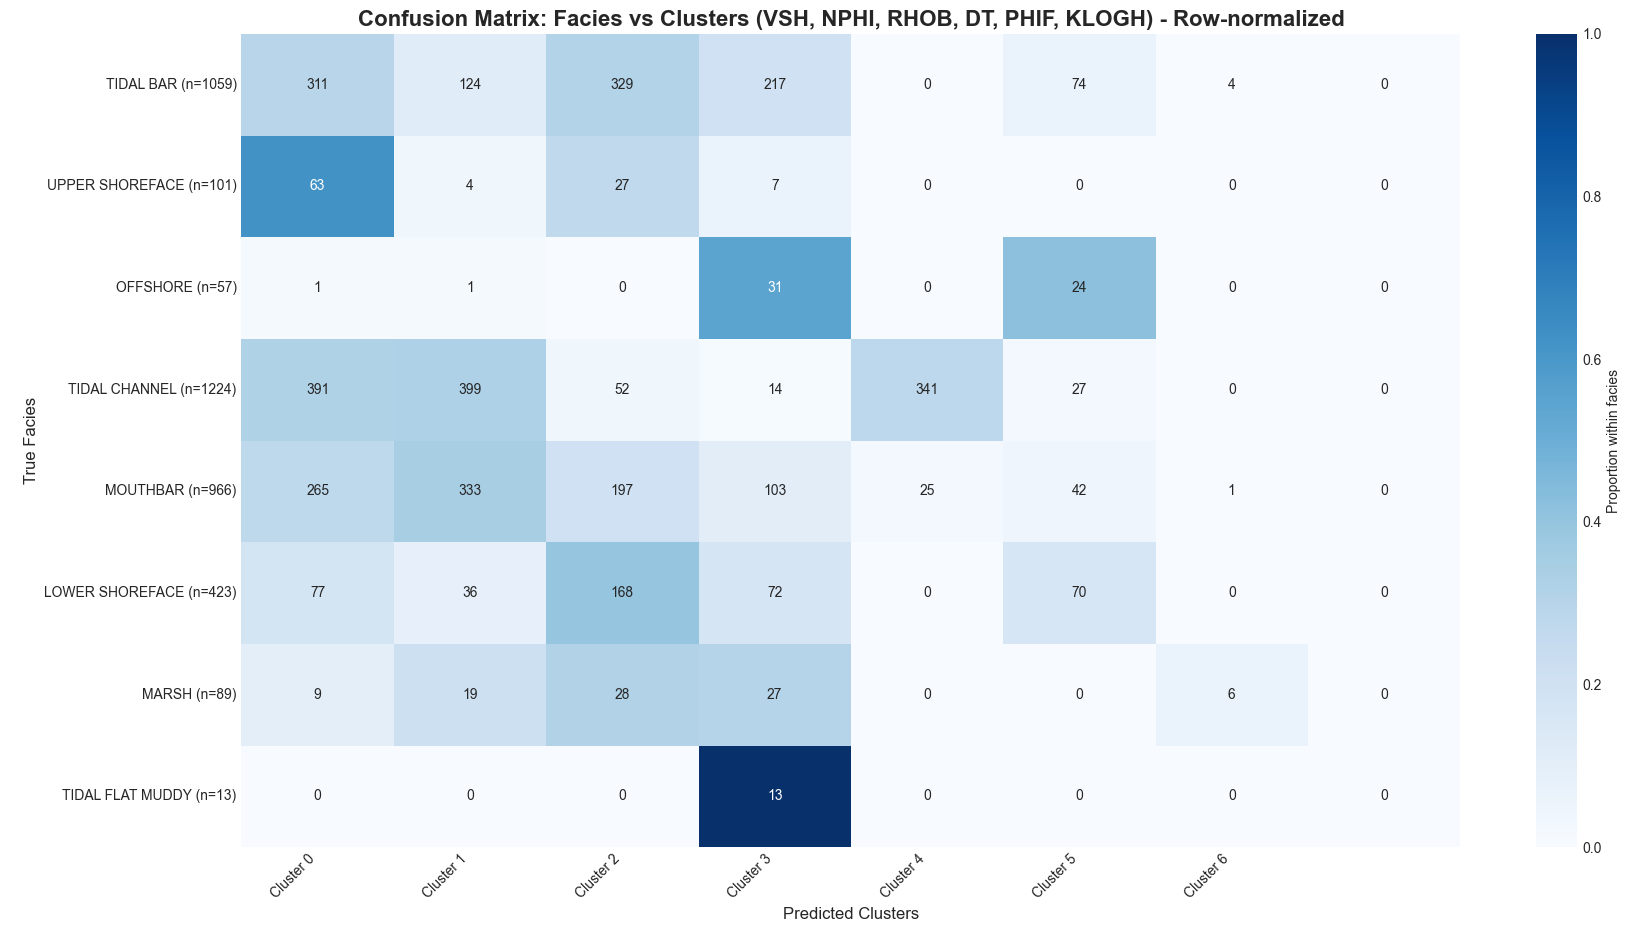 Confusion Matrix: Facies vs Clusters (VSH, NPHI, RHOB, DT, PHIF, KLOGH) - Row-normalized
True Facies
TIDAL BAR (n=1059) 311 124 329 217 0 74 4 0
UPPER SHOREFACE (n=101) 63 4 27 7 0 0 0 0
OFFSHORE (n=57) 1 1 0 31 0 24 0 0
TIDAL CHANNEL (n=1224) 391 399 52 14 341 27 0 0
MOUTHBAR (n=966) 265 333 197 103 25 42 1 0
LOWER SHOREFACE (n=423) 77 36 168 72 0 70 0 0
MARSH (n=89) 9 19 28 27 0 0 6 0
TIDAL FLAT MUDDY (n=13) 0 0 0 13 0 0 0 0
Cluster 0 Cluster 1 Cluster 2 Cluster 3 Cluster 4 Cluster 5 Cluster 6
Predicted Clusters
1.0
0.8
0.6
0.4
0.2
0.0
Proportion within facies